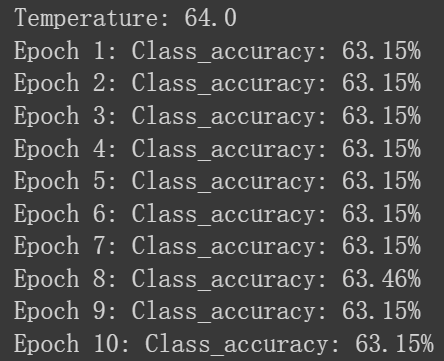 Temperature: 64.0
Epoch 1: Class_accuracy: 63.15%
Epoch 2: Class_accuracy: 63.15%
Epoch 3: Class_accuracy: 63.15%
Epoch 4: Class_accuracy: 63.15%
Epoch 5: Class_accuracy: 63.15%
Epoch 6: Class_accuracy: 63.15%
Epoch 7: Class_accuracy: 63.15%
Epoch 8: Class_accuracy: 63.46%
Epoch 9: Class_accuracy: 63.15%
Epoch 10: Class_accuracy: 63.15%